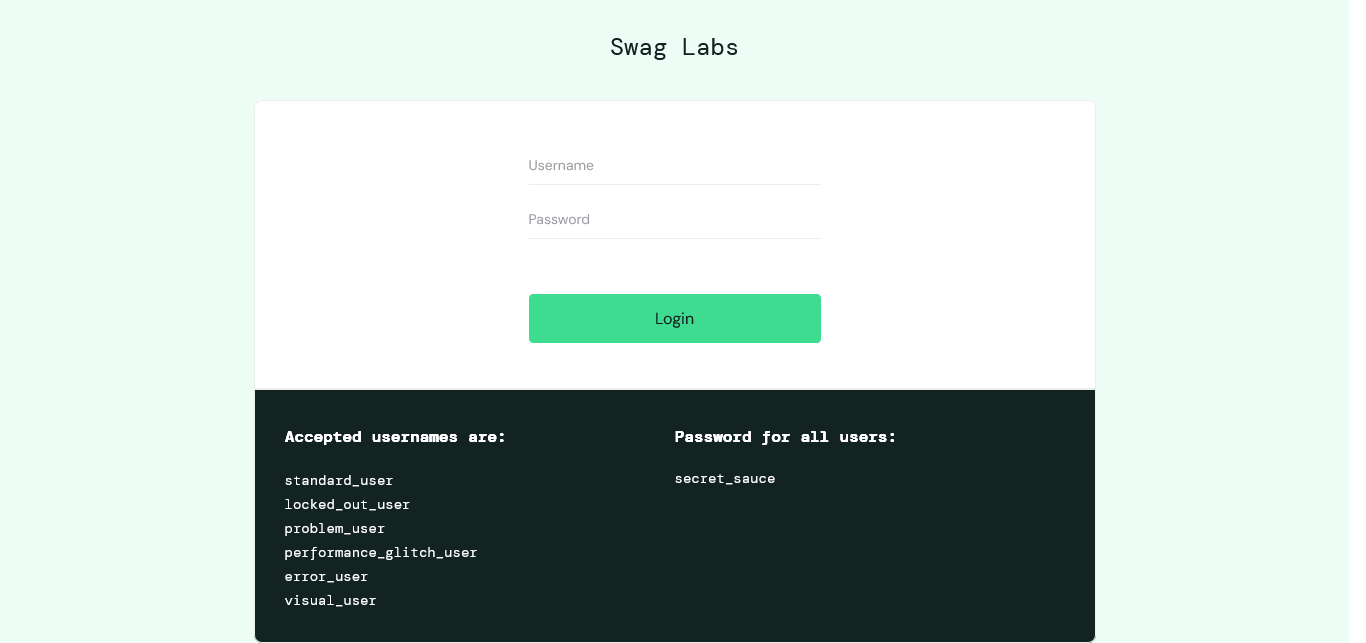 Swag Labs
Username
Password
Login
Accepted usernames are:
standard_user
locked_out_user
problem_user
performance_glitch_user
error_user
visual_user
Password for all users:
secret_sauce